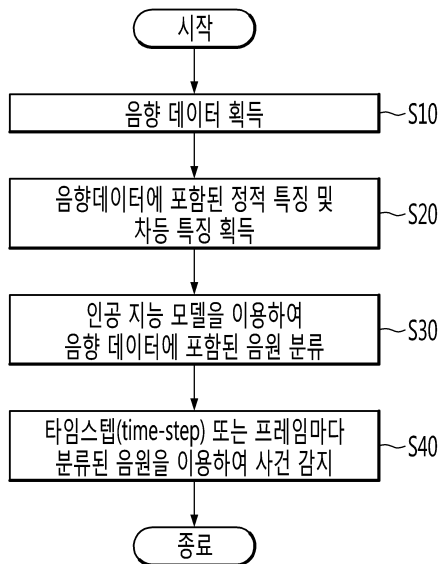 시작
음향 데이터 획득
S10
음향데이터에 포함된 정적 특징 및
차등 특징 획득
S20
인공 지능 모델을 이용하여
음향 데이터에 포함된 음원 분류
S30
타임스텝(time-step) 또는 프레임마다
분류된 음원을 이용하여 사건 감지
S40
종료